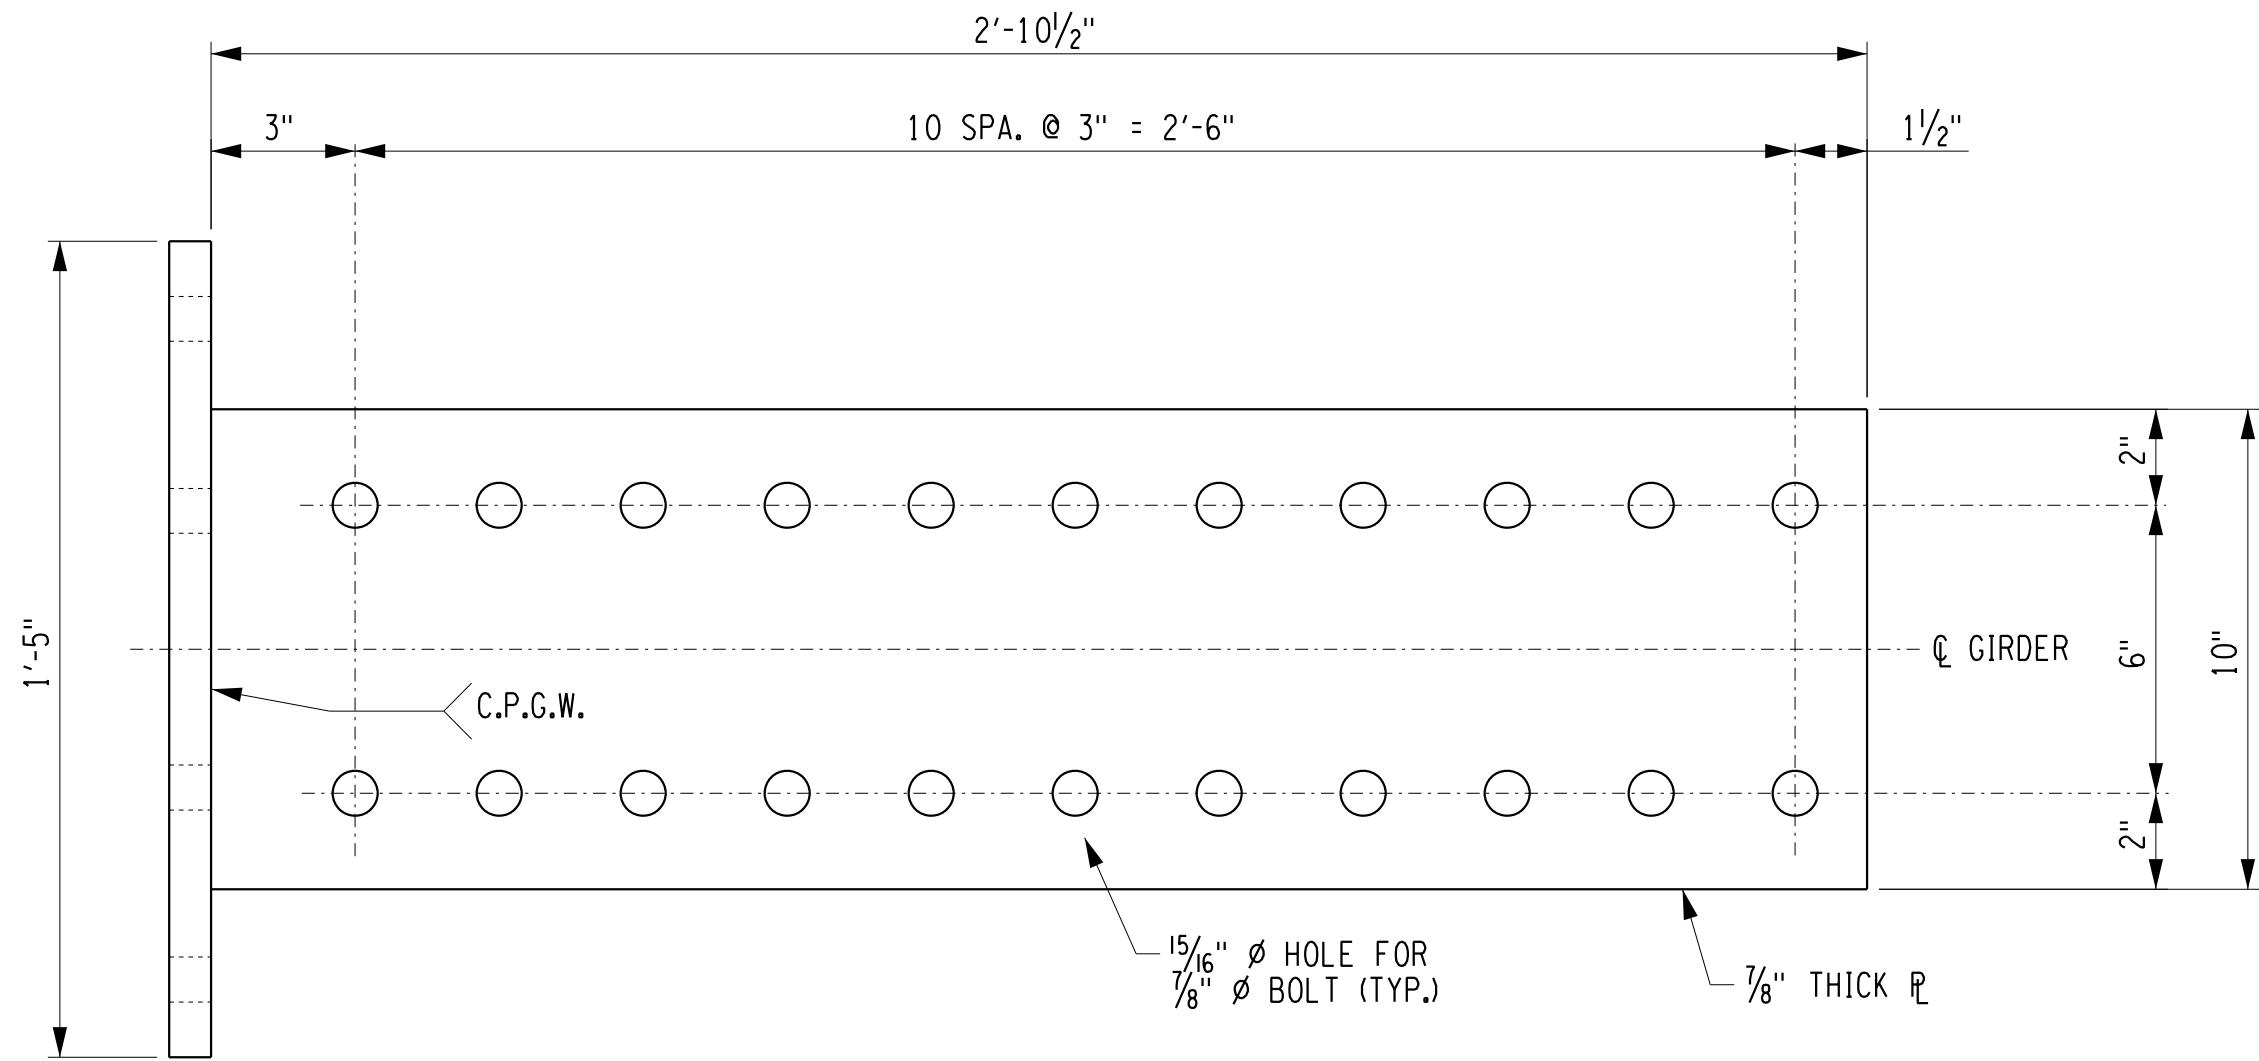 2'-10½"
3"
10 SPA. @ 3" = 2'-6"
1½"
2"
1'-5"
℄ GIRDER
6"
10"
C.P.G.W.
2"
15/16" Ø HOLE FOR
7/8" Ø BOLT (TYP.)
7/8" THICK ⅊